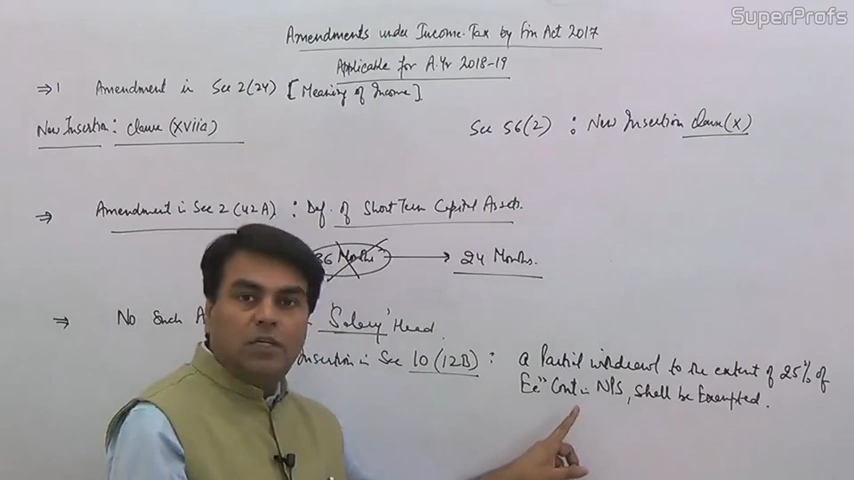 SuperProfs
Amendments under Income Tax by Fin Act 2017
Applicable for A.Yr 2018-19
⇒1 Amendment in Sec 2(24) [Meaning of Income]
New Insertion: Clause (xviia) Sec 56(2) : New Insertion Clause (X)
⇒ Amendment in Sec 2(42A) : Def. of Short Term Capital Assets.
36 Months → 24 Months.
⇒ No Such 'Salary' Head.
Insertion in Sec 10(12B) : a Partial withdrawl to the extent of 25% of
Ee" Cont in NPS, shall be Exempted.